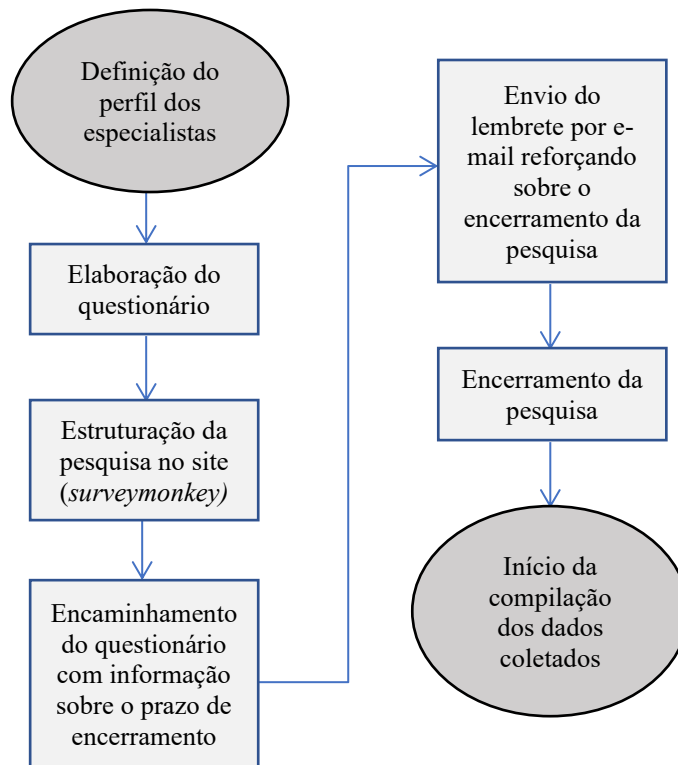 Definição do
perfil dos
especialistas
Elaboração do
questionário
Estruturação da
pesquisa no site
(surveymonkey)
Encaminhamento
do questionário
com informação
sobre o prazo de
encerramento
Envio do
lembrete por e-
mail reforçando
sobre o
encerramento da
pesquisa
Encerramento da
pesquisa
Início da
compilação
dos dados
coletados